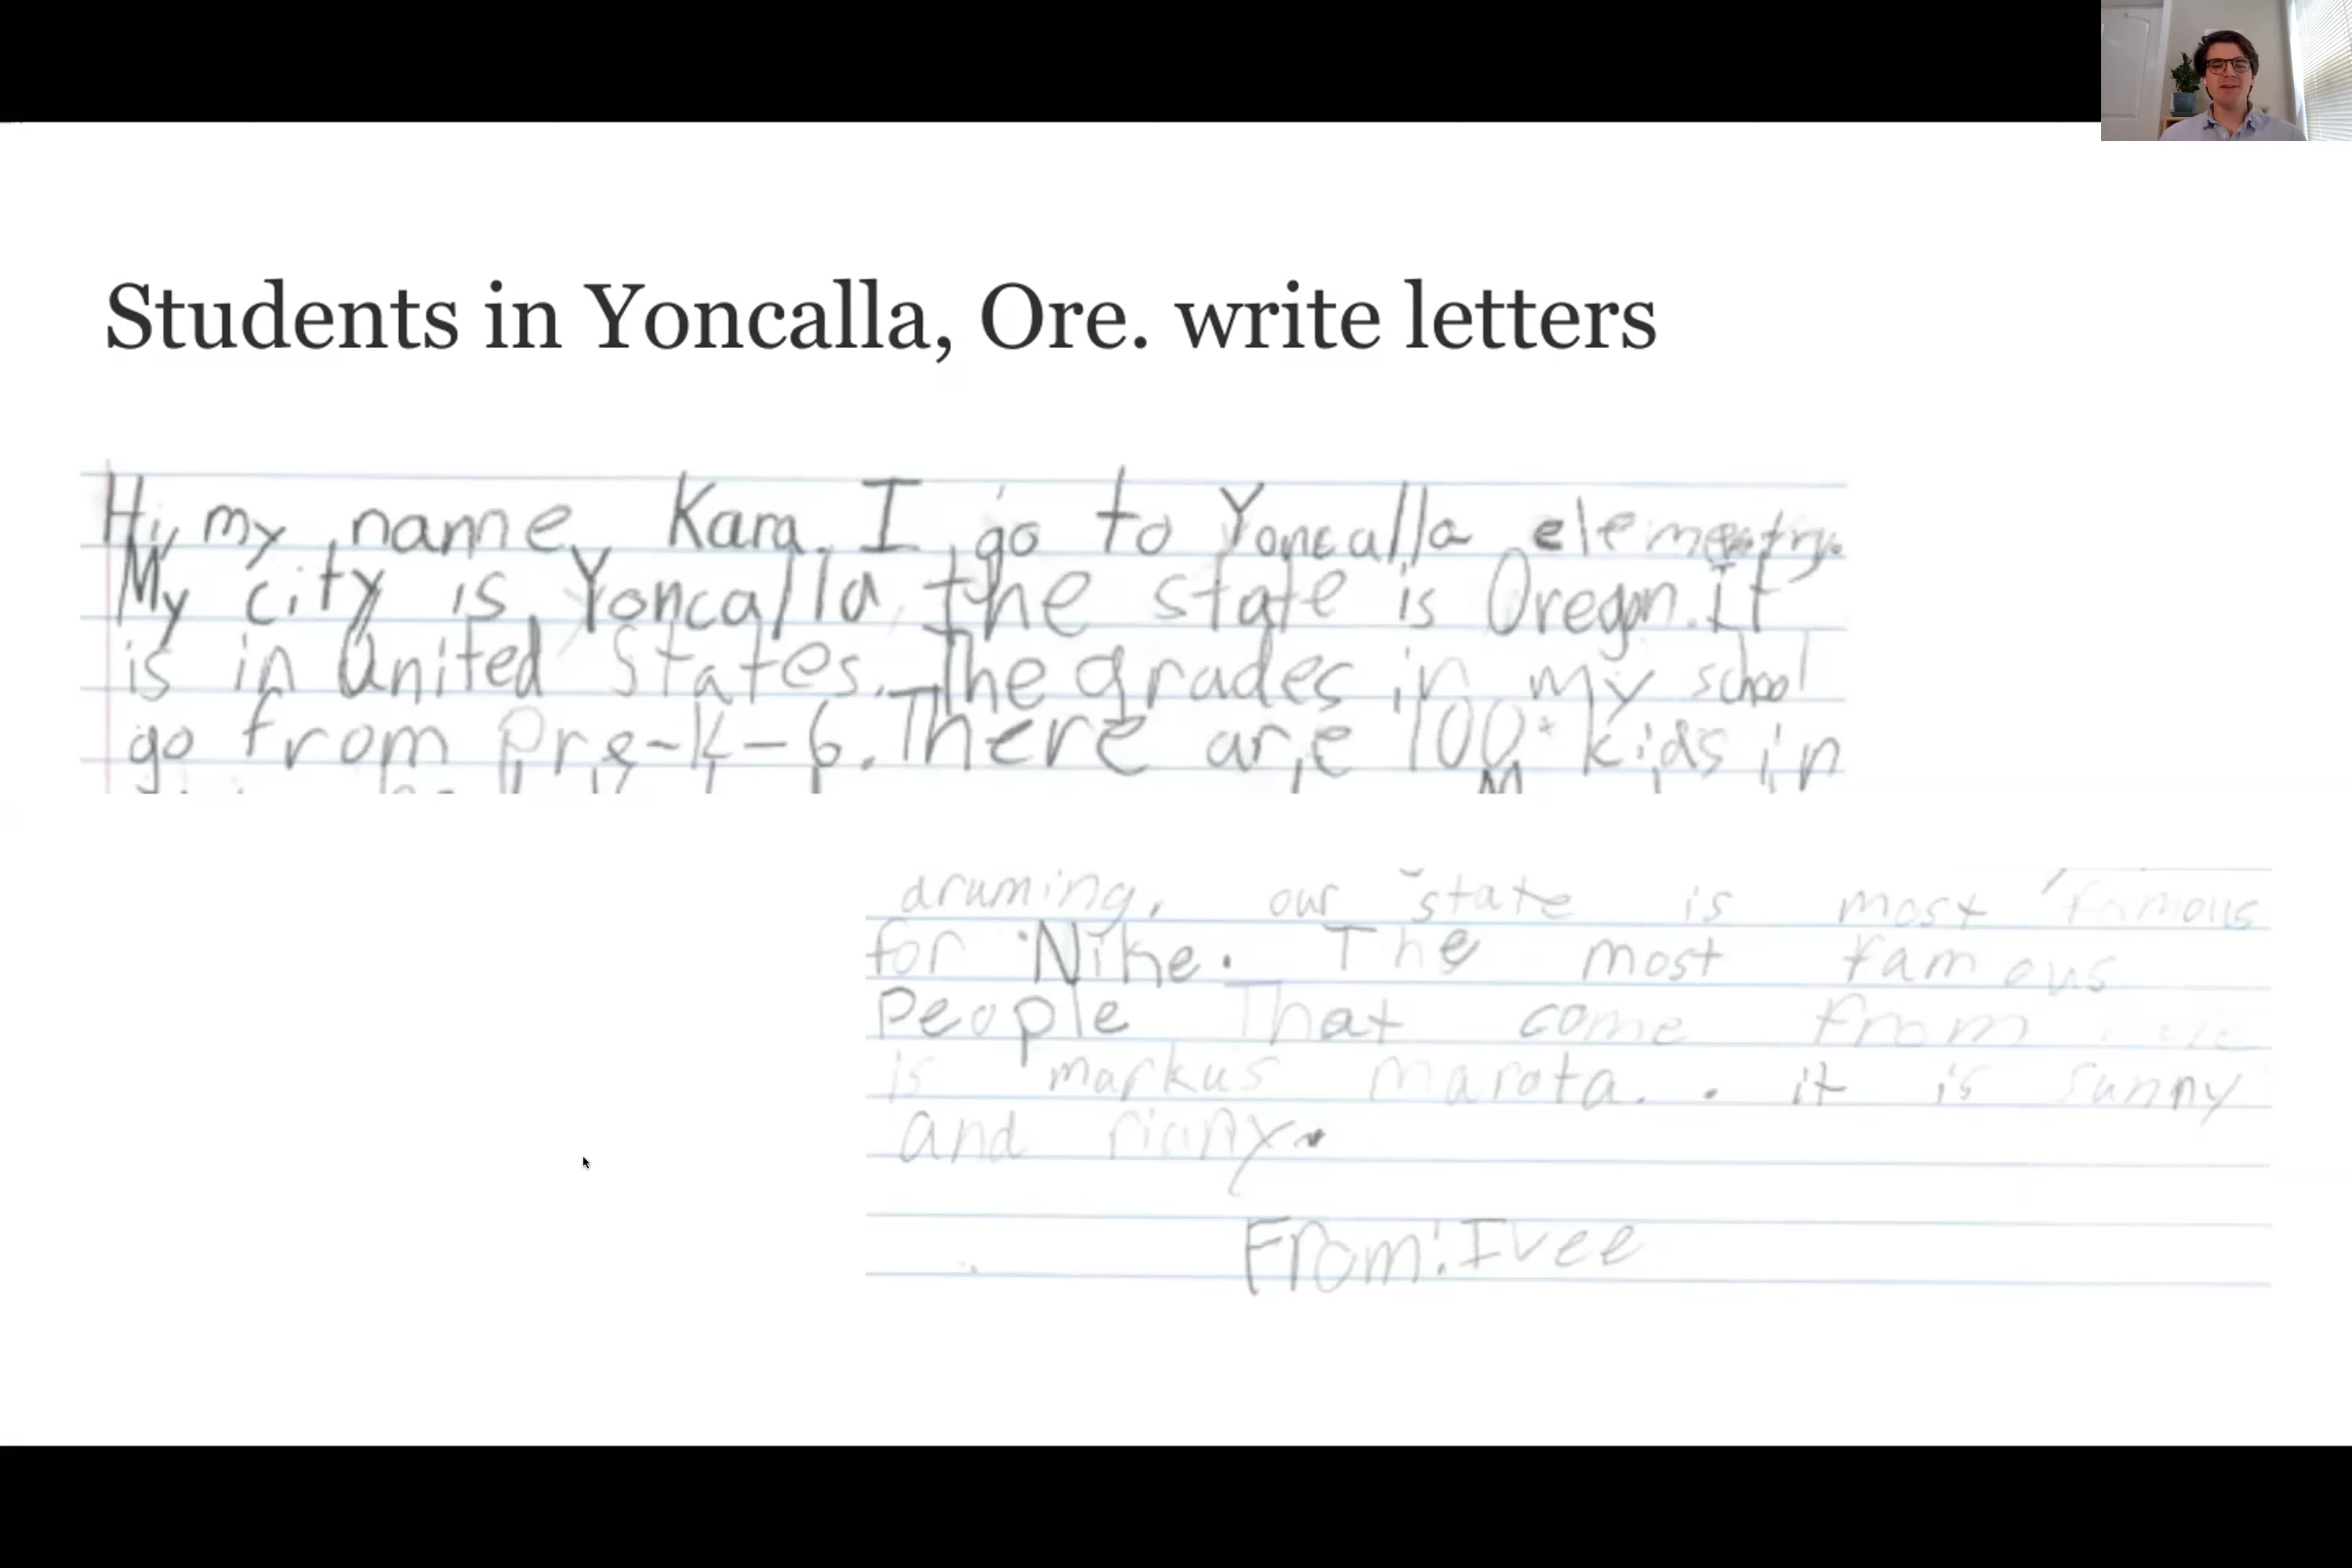 Students in Yoncalla, Ore. write letters
Hi, my name, Kara. I go to Yoncalla elementry.
My city is Yoncalla the state is Oregon. It
is in United States. The grades in my school
go from Pre-K-6. There are 100+ kids in
druming, our state is most famous
for Nike. The most famous
People That come from here
is markus marota. it is sunny
and riany.
From: Ivee